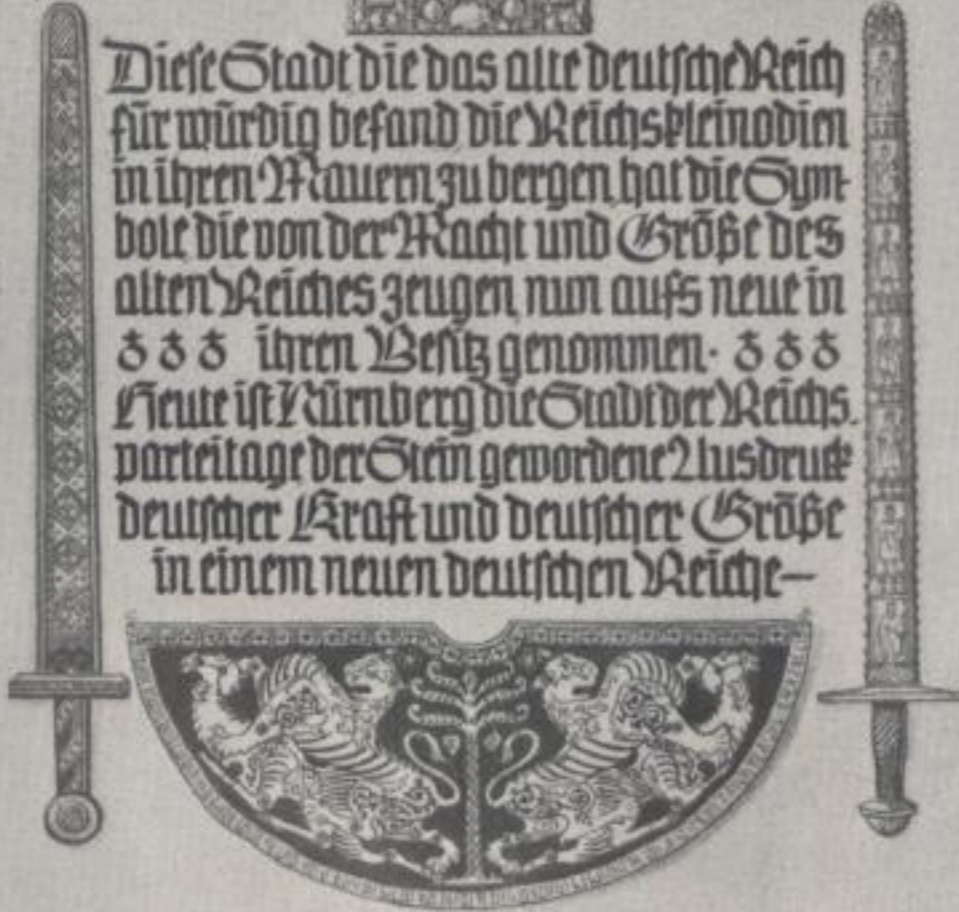 Diese Stadt die das alte deutsche Reich
für würdig befand die Reichskleinodien
in ihren Mauern zu bergen, hat die Sym-
bole die von der Macht und Größe des
alten Reiches zeugen nun aufs neue in
ihren Besitz genommen.
Heute ist Nürnberg die Stadt der Reichs-
parteitage der Stein gewordene Ausdruck
deutscher Kraft und deutscher Größe
in einem neuen deutschen Reiche—